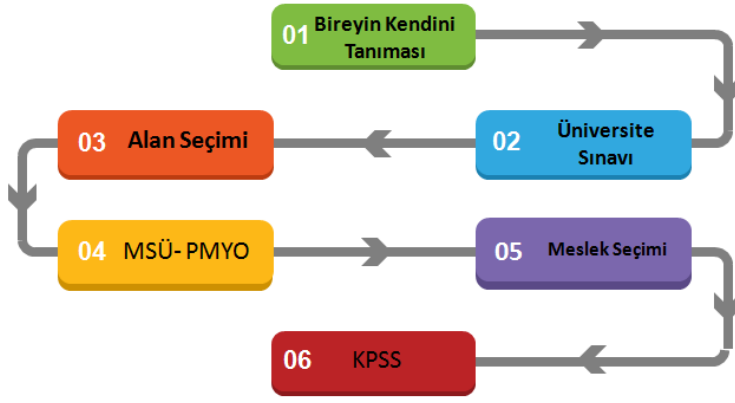 01 Bireyin Kendini
Tanıması
02 Üniversite
Sınavı
03 Alan Seçimi
04 MSÜ- PMYO
05 Meslek Seçimi
06 KPSS